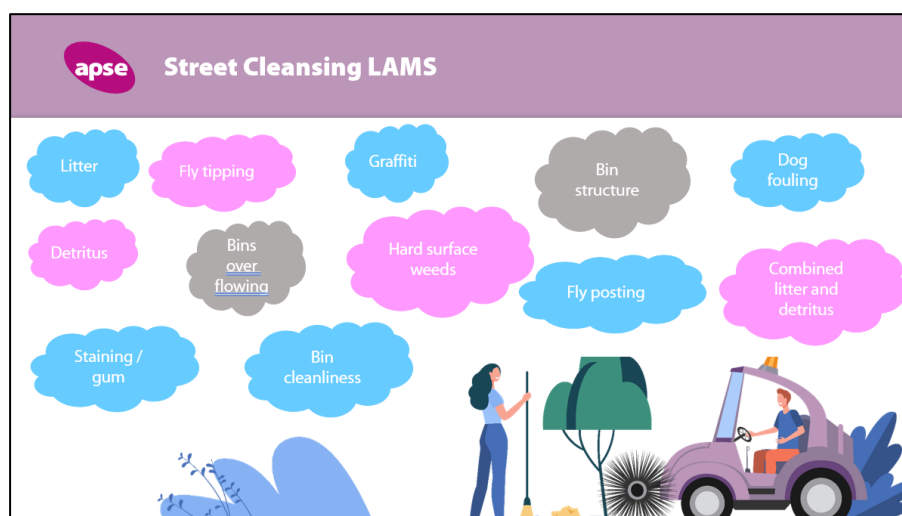 apse
Street Cleansing LAMS
Litter
Fly tipping
Graffiti
Bin
structure
Dog
fouling
Detritus
Bins
over
flowing
Hard surface
weeds
Fly posting
Combined
litter and
detritus
Staining /
gum
Bin
cleanliness